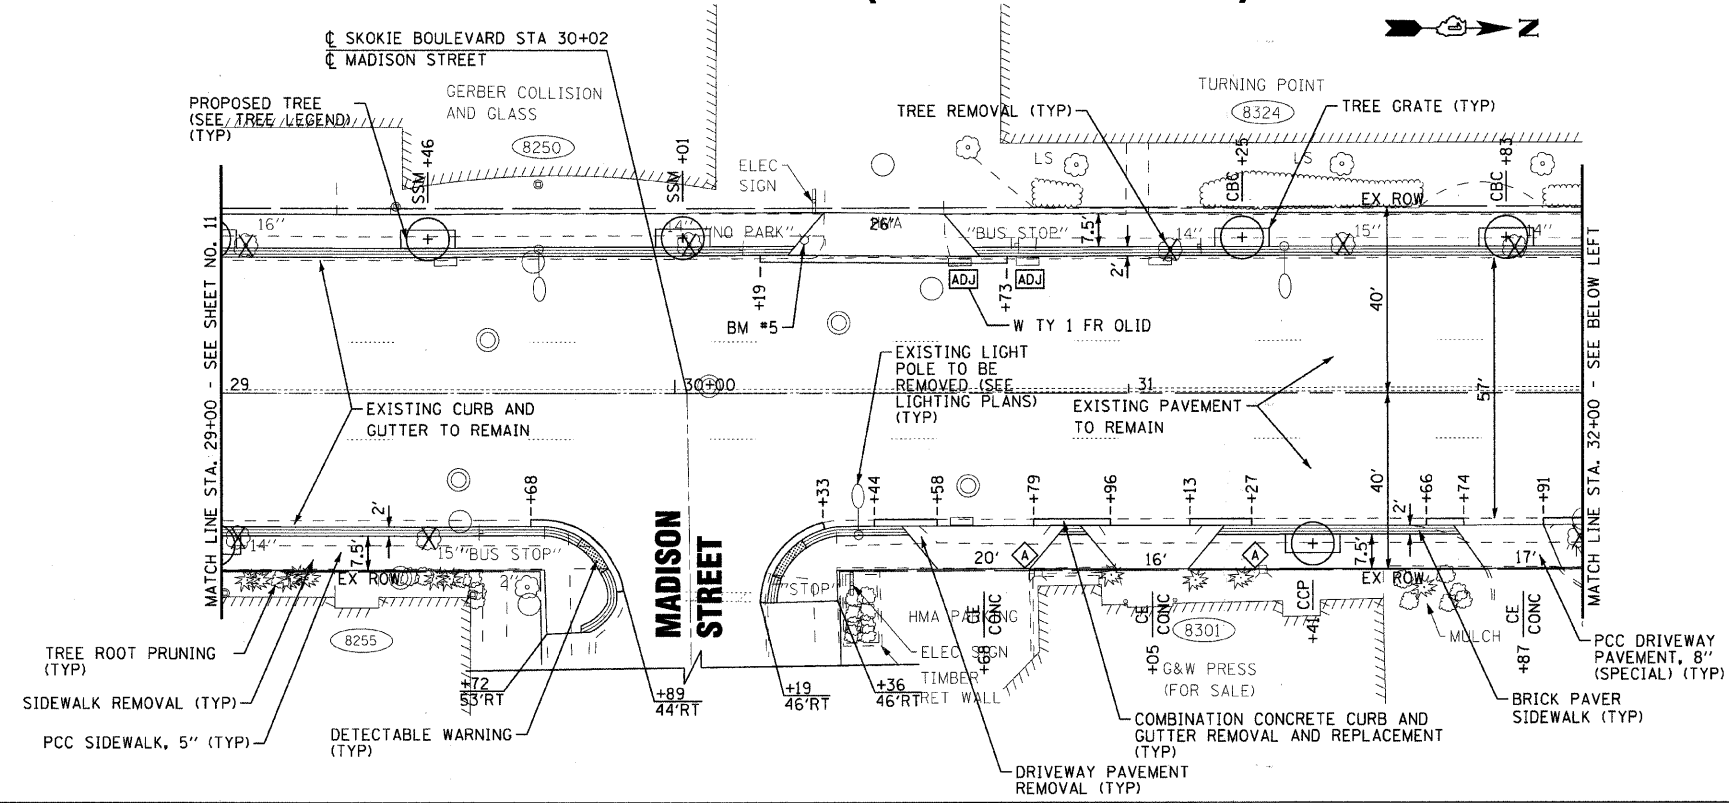 ℄ SKOKIE BOULEVARD STA 30+02
℄ MADISON STREET
N
PROPOSED TREE
(SEE TREE LEGEND)
(TYP)
GERBER COLLISION
AND GLASS
8250
SSM +46
SSM +01
ELEC
SIGN
TREE REMOVAL (TYP)
TURNING POINT
8324
TREE GRATE (TYP)
LS
CBC +25
LS
CBC +83
EX ROW
16"
14"
"NO PARK"
26'
"BUS STOP"
7.5'
2'
14"
15"
14"
MATCH LINE STA. 29+00 - SEE SHEET NO. 11
+19
BM #5
ADJ
+73
ADJ
W TY 1 FR OLID
40'
57'
MATCH LINE STA. 32+00 - SEE BELOW LEFT
EXISTING LIGHT
POLE TO BE
REMOVED (SEE
LIGHTING PLANS)
(TYP)
29
30+00
31
EXISTING CURB AND
GUTTER TO REMAIN
EXISTING PAVEMENT
TO REMAIN
+68
+33
+44
+58
+79
+96
+13
+27
40'
+66
+74
+91
2'
2'
14"
7.5'
15"
"BUS STOP"
EX ROW
2"
MADISON
STREET
"STOP"
20'
A
16'
A
7.5'
17'
EX ROW
8255
HMA PARKING
CE
CONC
+68
CE
CONC
+05
8301
CCP
+41
CE
CONC
+87
MULCH
ELEC SIGN
TIMBER
RET WALL
G&W PRESS
(FOR SALE)
TREE ROOT PRUNING
(TYP)
SIDEWALK REMOVAL (TYP)
PCC SIDEWALK, 5" (TYP)
+72
53'RT
DETECTABLE WARNING
(TYP)
+89
44'RT
+19
46'RT
+36
46'RT
COMBINATION CONCRETE CURB AND
GUTTER REMOVAL AND REPLACEMENT
(TYP)
DRIVEWAY PAVEMENT
REMOVAL (TYP)
BRICK PAVER
SIDEWALK (TYP)
PCC DRIVEWAY
PAVEMENT, 8"
(SPECIAL) (TYP)